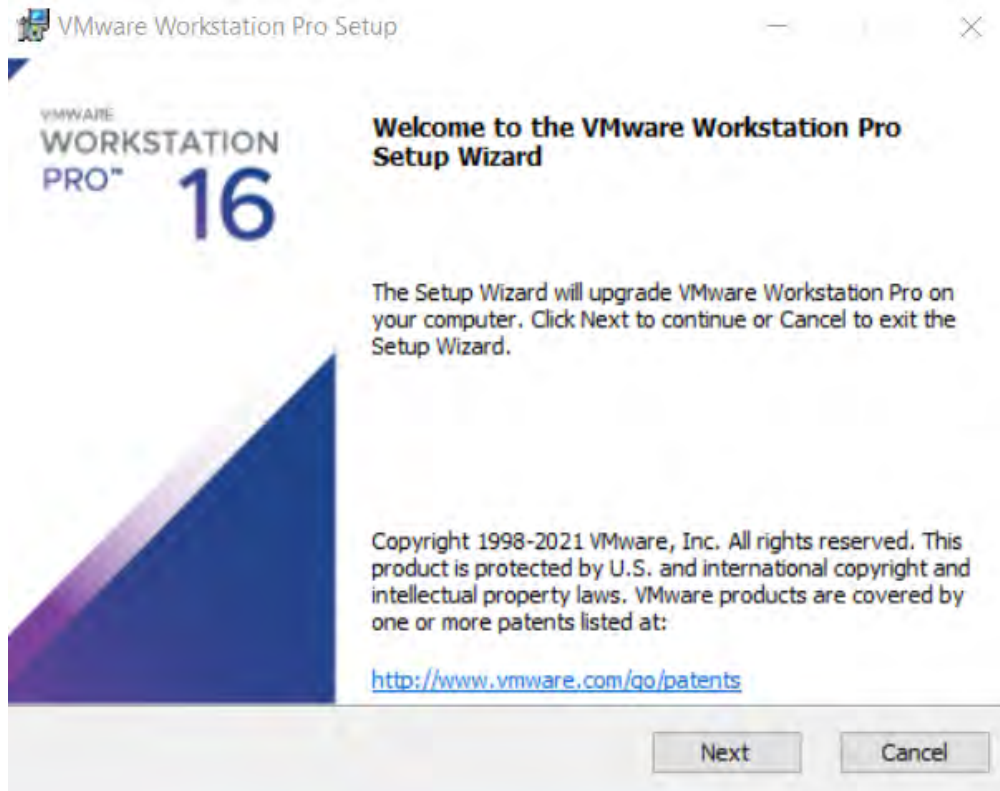 VMware Workstation Pro Setup
VMWARE
WORKSTATION
PRO™ 16
Welcome to the VMware Workstation Pro
Setup Wizard
The Setup Wizard will upgrade VMware Workstation Pro on
your computer. Click Next to continue or Cancel to exit the
Setup Wizard.
Copyright 1998-2021 VMware, Inc. All rights reserved. This
product is protected by U.S. and international copyright and
intellectual property laws. VMware products are covered by
one or more patents listed at:
http://www.vmware.com/go/patents
Next Cancel